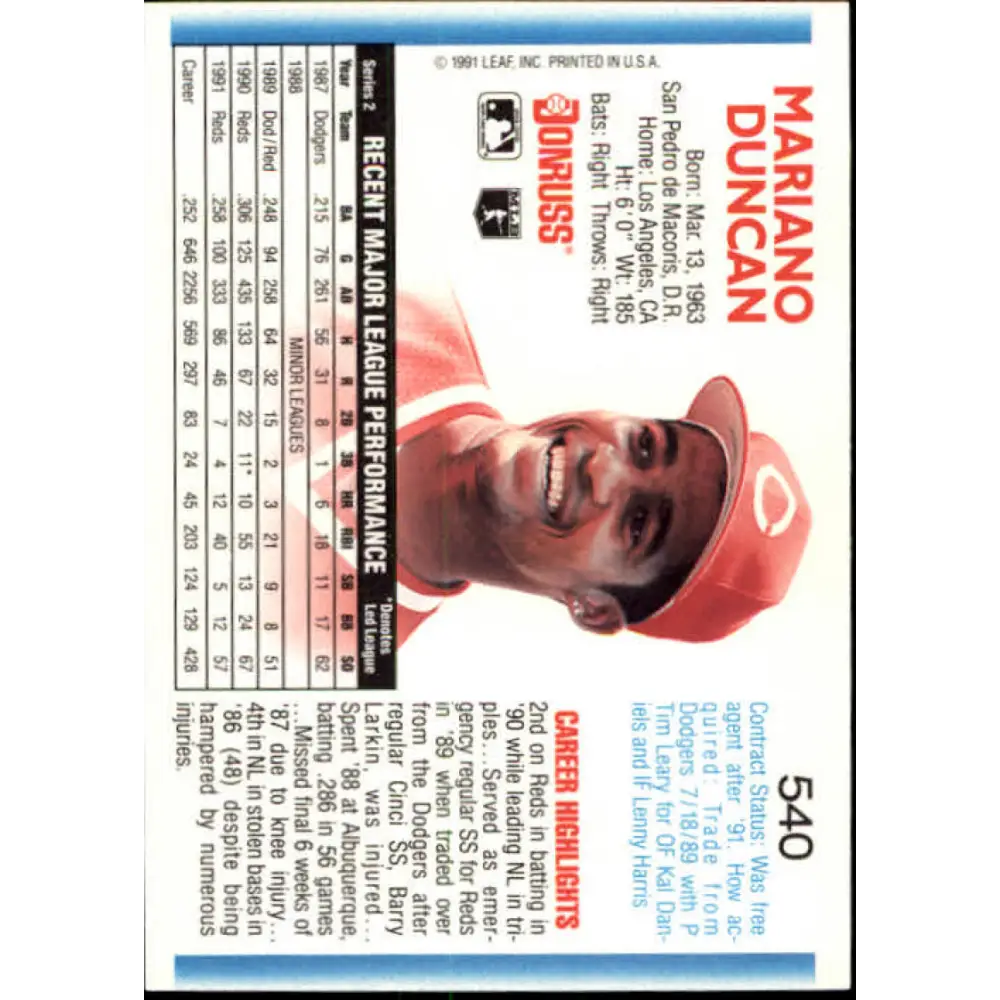 540
MARIANO
DUNCAN
Born: Mar. 13, 1963
San Pedro de Macoris, D.R.
Home: Los Angeles, CA
Ht: 6'0" Wt: 185
Bats: Right Throws: Right
DONRUSS®
© 1991 LEAF, INC. PRINTED IN U.S.A.
Contract Status: Was free
agent after '91. How ac-
quired: Trade from
Dodgers 7/18/89 with P
Tim Leary for OF Kal Dan-
iels and IF Lenny Harris
CAREER HIGHLIGHTS
2nd on Reds in batting in
'90 while leading NL in tri-
ples...Served as emer-
gency regular SS for Reds
in '89 when traded over
from the Dodgers after
regular Cinci SS, Barry
Larkin, was injured...
Spent '88 at Albuquerque,
batting .286 in 56 games
...Missed final 6 weeks of
'87 due to knee injury...
4th in NL in stolen bases in
'86 (48) despite being
hampered by numerous
injuries.
Series 2 RECENT MAJOR LEAGUE PERFORMANCE *Denotes Led League
Year Team BA G AB H R 2B 3B HR RBI SB BB SO
1987 Dodgers .215 76 261 56 31 8 1 6 18 11 17 62
1988 MINOR LEAGUES
1989 Dod/Red .248 94 258 64 32 15 2 3 21 9 8 51
1990 Reds .306 125 435 133 67 22 11* 10 55 13 24 67
1991 Reds .258 100 333 86 46 7 4 12 40 5 12 57
Career .252 646 2256 569 297 83 24 45 203 124 129 428